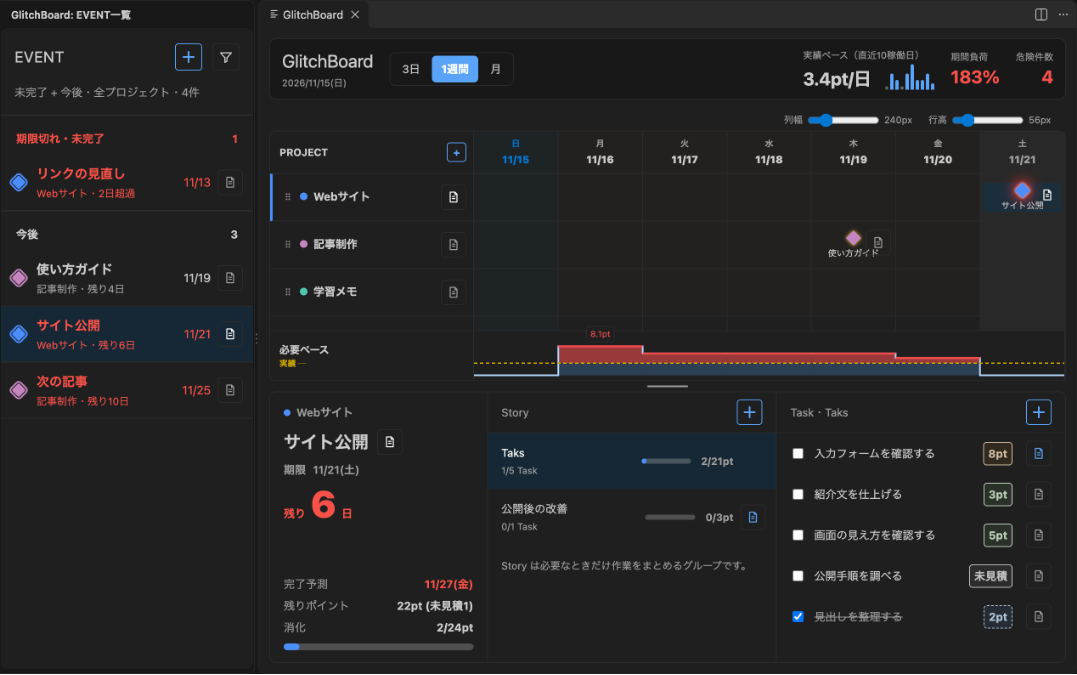 GlitchBoard: EVENT一覧
EVENT
未完了 + 今後・全プロジェクト・4件
期限切れ・未完了 1
リンクの見直し
Webサイト・2日超過
11/13
今後 3
使い方ガイド
記事制作・残り4日
11/19
サイト公開
Webサイト・残り6日
11/21
次の記事
記事制作・残り10日
11/25
GlitchBoard
GlitchBoard
2026/11/15(日)
3日 1週間 月
実績ペース（直近10稼働日）
3.4pt/日
期間負荷
183%
危険件数
4
列幅 240px 行高 56px
PROJECT
日 月 火 水 木 金 土
11/15 11/16 11/17 11/18 11/19 11/20 11/21
Webサイト
サイト公開
記事制作
使い方ガイド
学習メモ
必要ペース
実績
8.1pt
Webサイト
サイト公開
期限 11/21(土)
残り 6 日
完了予測 11/27(金)
残りポイント 22pt (未見積1)
消化 2/24pt
Story
Taks
1/5 Task
2/21pt
公開後の改善
0/1 Task
0/3pt
Story は必要なときだけ作業をまとめるグループです。
Task・Taks
入力フォームを確認する 8pt
紹介文を仕上げる 3pt
画面の見え方を確認する 5pt
公開手順を調べる 未見積
見出しを整理する 2pt